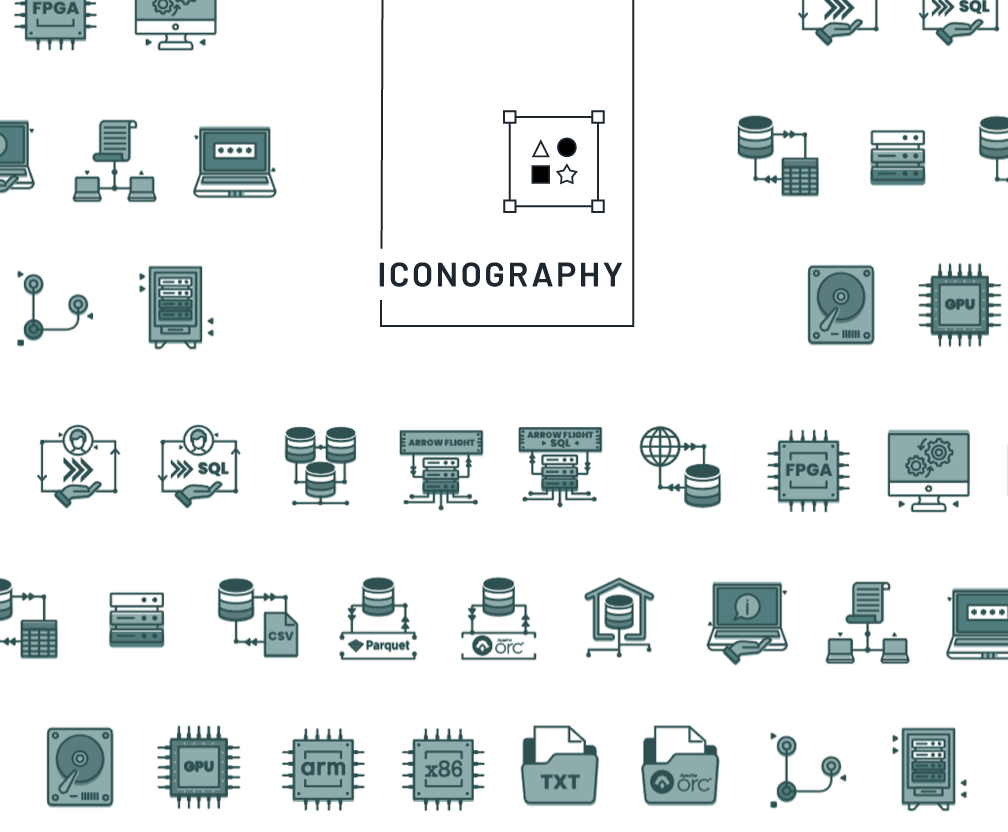 FPGA
SQL
ICONOGRAPHY
GPU
SQL
ARROW FLIGHT
ARROW FLIGHT
SQL
FPGA
CSV
Parquet
Apache
orc
i
GPU
arm
x86
TXT
Apache
orc